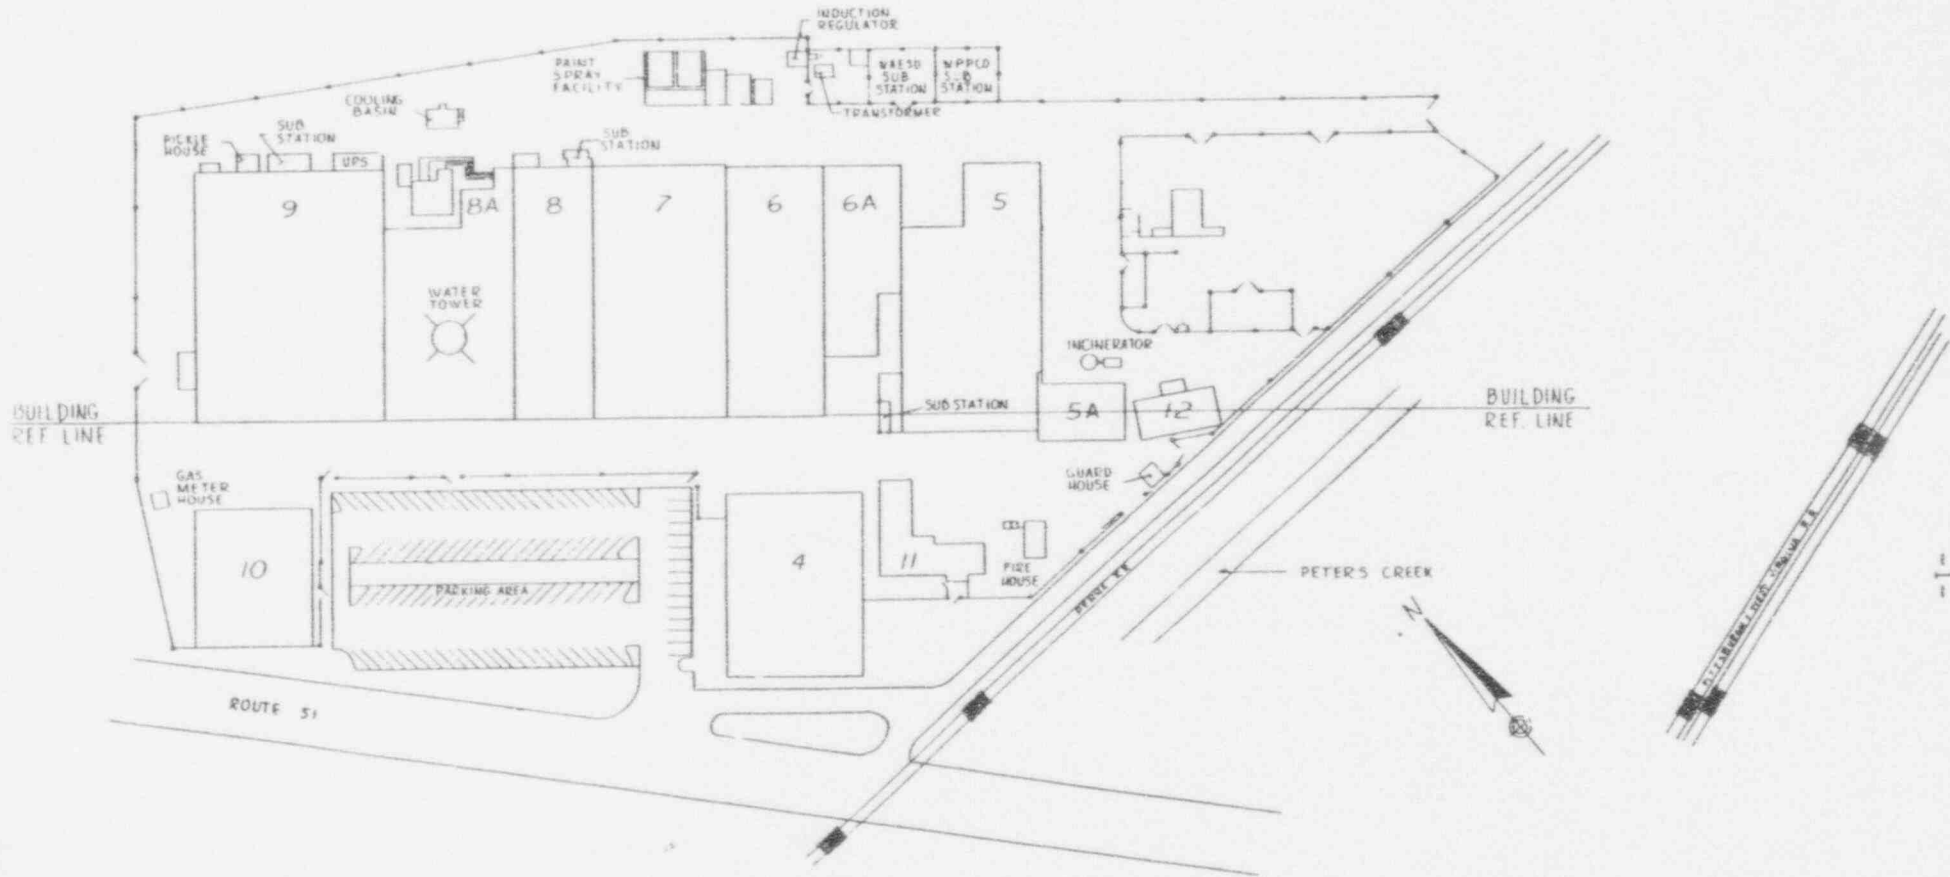 INDUCTION
REGULATOR
PAINT
SPRAY
FACILITY
SUB
STATION
SUB
STATION
TRANSFORMER
COOLING
BASIN
PICKLE
HOUSE
SUB
STATION
UPS
SUB
STATION
9
8A
8
7
6
6A
5
WATER
TOWER
INCINERATOR
BUILDING
REF. LINE
SUB STATION
5A
12
BUILDING
REF. LINE
GAS
METER
HOUSE
GUARD
HOUSE
10
PARKING AREA
4
11
FIRE
HOUSE
PETERS CREEK
N
ROUTE 51